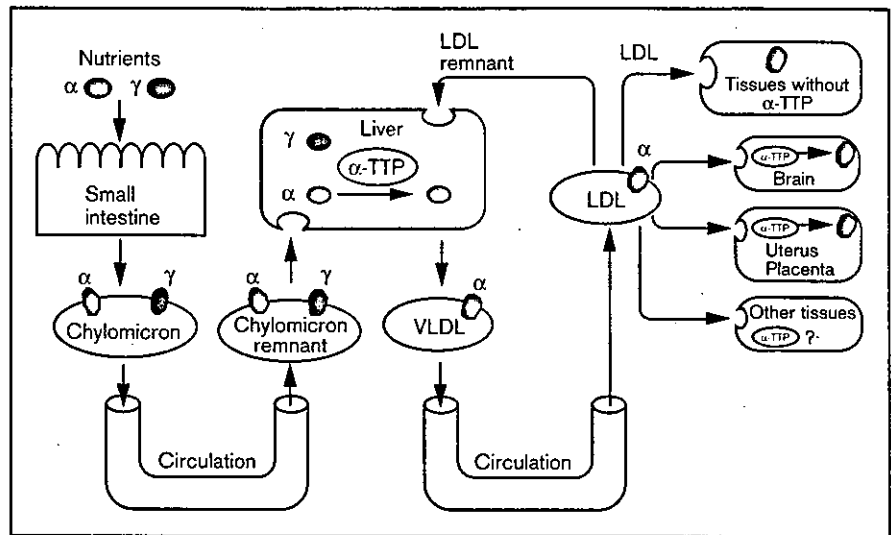 Nutrients
α γ
Small
intestine
α γ
Chylomicron
Circulation
α γ
Chylomicron
remnant
Liver
γ
α-TTP
α
α
VLDL
Circulation
LDL
remnant
LDL
α
LDL
Tissues without
α-TTP
α-TTP
Brain
α-TTP
Uterus
Placenta
Other tissues
α-TTP ?